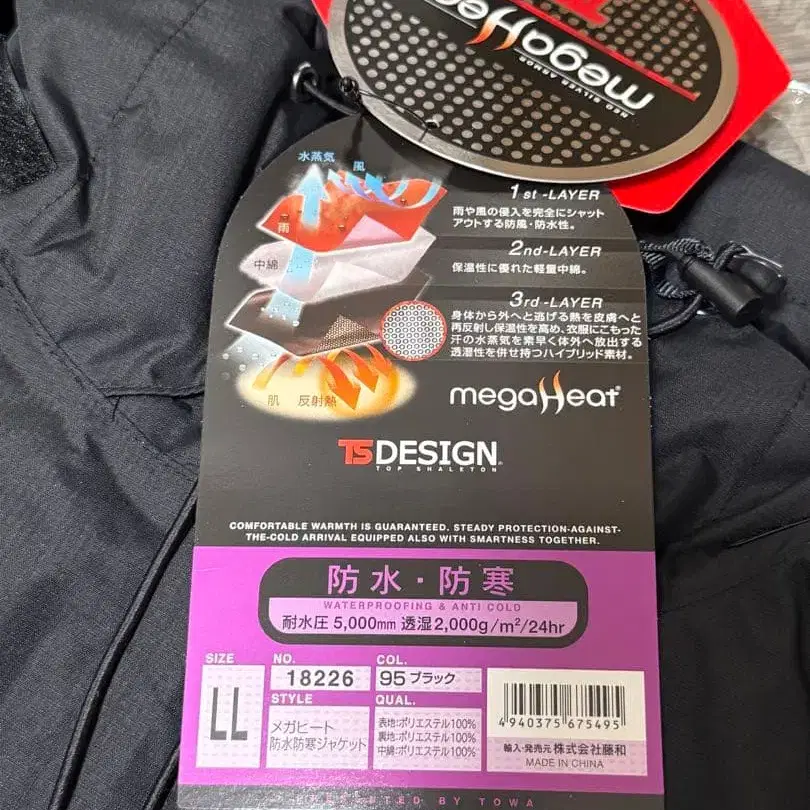 megaHeat
NEO SILVER ARMOR
水蒸気
風
雨
中綿
肌 反射熱
1st -LAYER
雨や風の侵入を完全にシャット
アウトする防風・防水性。
2nd-LAYER
保温性に優れた軽量中綿。
3rd-LAYER
身体から外へと逃げる熱を皮膚へと
再反射し保温性を高め、衣服にこもった
汗の水蒸気を素早く体外へ放出する
透湿性を併せ持つハイブリッド素材。
megaHeat®
TS DESIGN®
TOP SHALETON
COMFORTABLE WARMTH IS GUARANTEED. STEADY PROTECTION-AGAINST-
THE-COLD ARRIVAL EQUIPPED ALSO WITH SMARTNESS TOGETHER.
防水・防寒
WATERPROOFING & ANTI COLD
耐水圧 5,000mm 透湿 2,000g/m²/24hr
SIZE
LL
NO.
18226
COL.
95 ブラック
STYLE
メガヒート
防水防寒ジャケット
QUAL.
表地:ポリエステル100%
裏地:ポリエステル100%
中綿:ポリエステル100%
4940375675495
輸入・発売元 株式会社藤和
MADE IN CHINA
BY TOWA